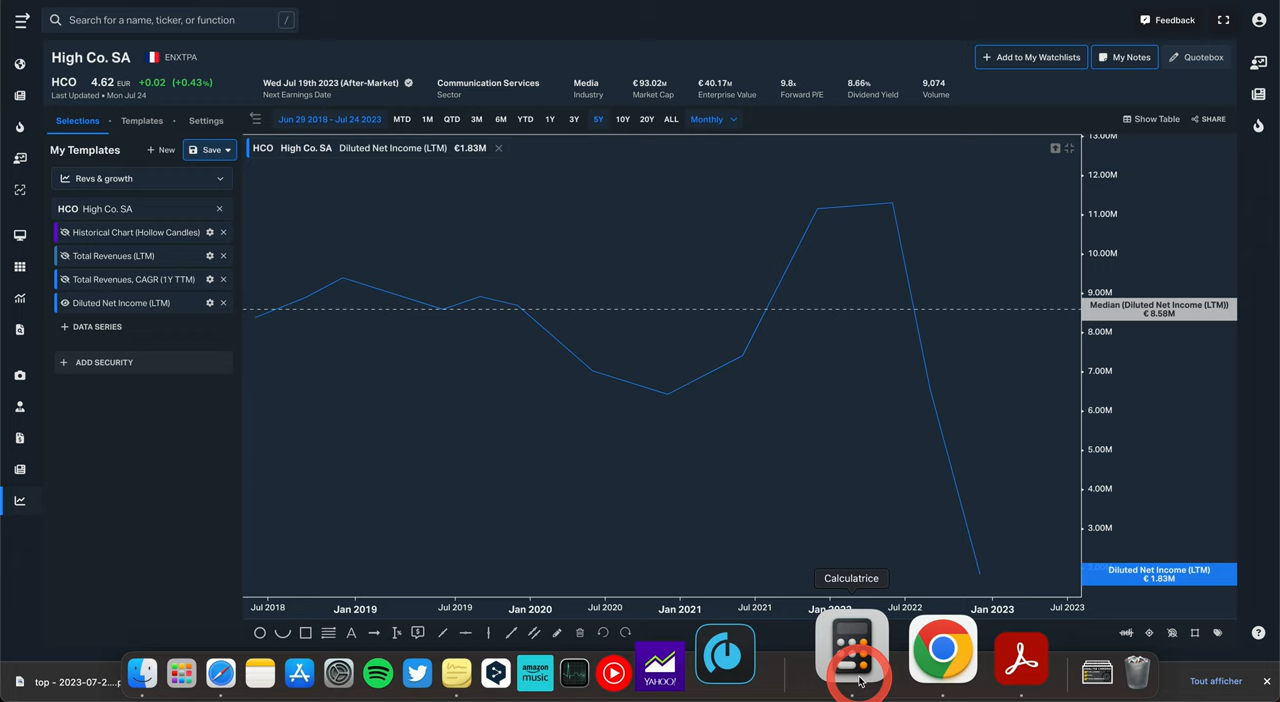 Search for a name, ticker, or function /
Feedback
High Co. SA ENXTPA
+ Add to My Watchlists My Notes Quotebox
HCO 4.62 EUR +0.02 (+0.43%)
Last Updated • Mon Jul 24
Wed Jul 19th 2023 (After-Market)
Next Earnings Date
Communication Services
Sector
Media
Industry
€ 93.02M
Market Cap
€ 40.17M
Enterprise Value
9.8x
Forward P/E
8.66%
Dividend Yield
9,074
Volume
Selections • Templates • Settings
Jun 29 2018 - Jul 24 2023 MTD 1M QTD 3M 6M YTD 1Y 3Y 5Y 10Y 20Y ALL Monthly
Show Table SHARE
My Templates + New Save
HCO High Co. SA Diluted Net Income (LTM) €1.83M
Revs & growth
HCO High Co. SA
Historical Chart (Hollow Candles)
Total Revenues (LTM)
Total Revenues, CAGR (1Y TTM)
Diluted Net Income (LTM)
+ DATA SERIES
+ ADD SECURITY
13.00M
12.00M
11.00M
10.00M
9.00M
Median (Diluted Net Income (LTM))
€ 8.58M
8.00M
7.00M
6.00M
5.00M
4.00M
3.00M
Diluted Net Income (LTM)
€ 1.83M
Calculatrice
Jul 2018 Jan 2019 Jul 2019 Jan 2020 Jul 2020 Jan 2021 Jul 2021 Jan 2022 Jul 2022 Jan 2023 Jul 2023
amazon
music
YAHOO!
top - 2023-07-2....p
Tout afficher